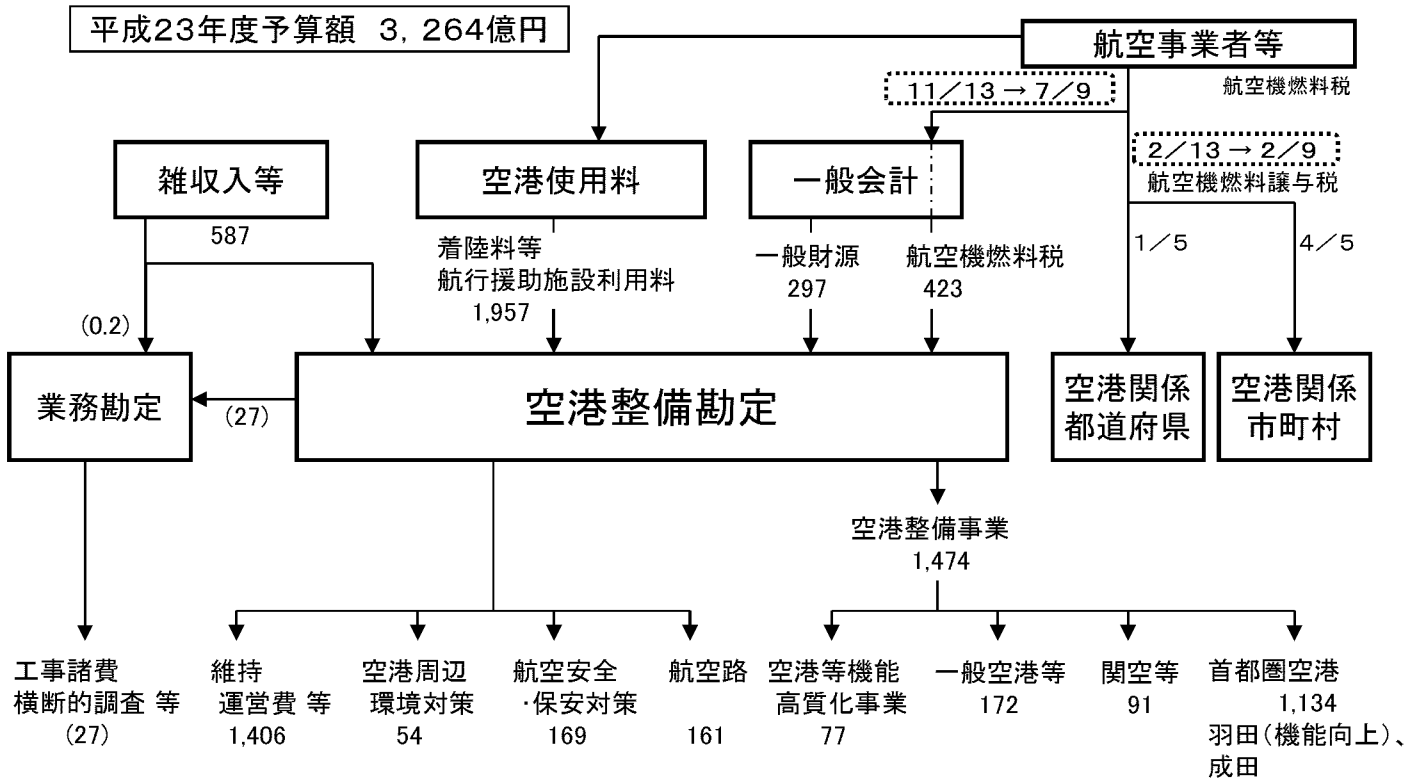 平成23年度予算額 3,264億円
航空事業者等
航空機燃料税
11/13→7/9
2/13→2/9
航空機燃料譲与税
雑収入等
空港使用料
一般会計
587
着陸料等
航行援助施設利用料
1,957
一般財源
297
航空機燃料税
423
1/5
4/5
(0.2)
業務勘定
(27)
空港整備勘定
空港関係
都道府県
空港関係
市町村
空港整備事業
1,474
工事諸費
横断的調査 等
(27)
維持
運営費 等
1,406
空港周辺
環境対策
54
航空安全
・保安対策
169
航空路
161
空港等機能
高質化事業
77
一般空港等
172
関空等
91
首都圏空港
1,134
羽田(機能向上)、
成田